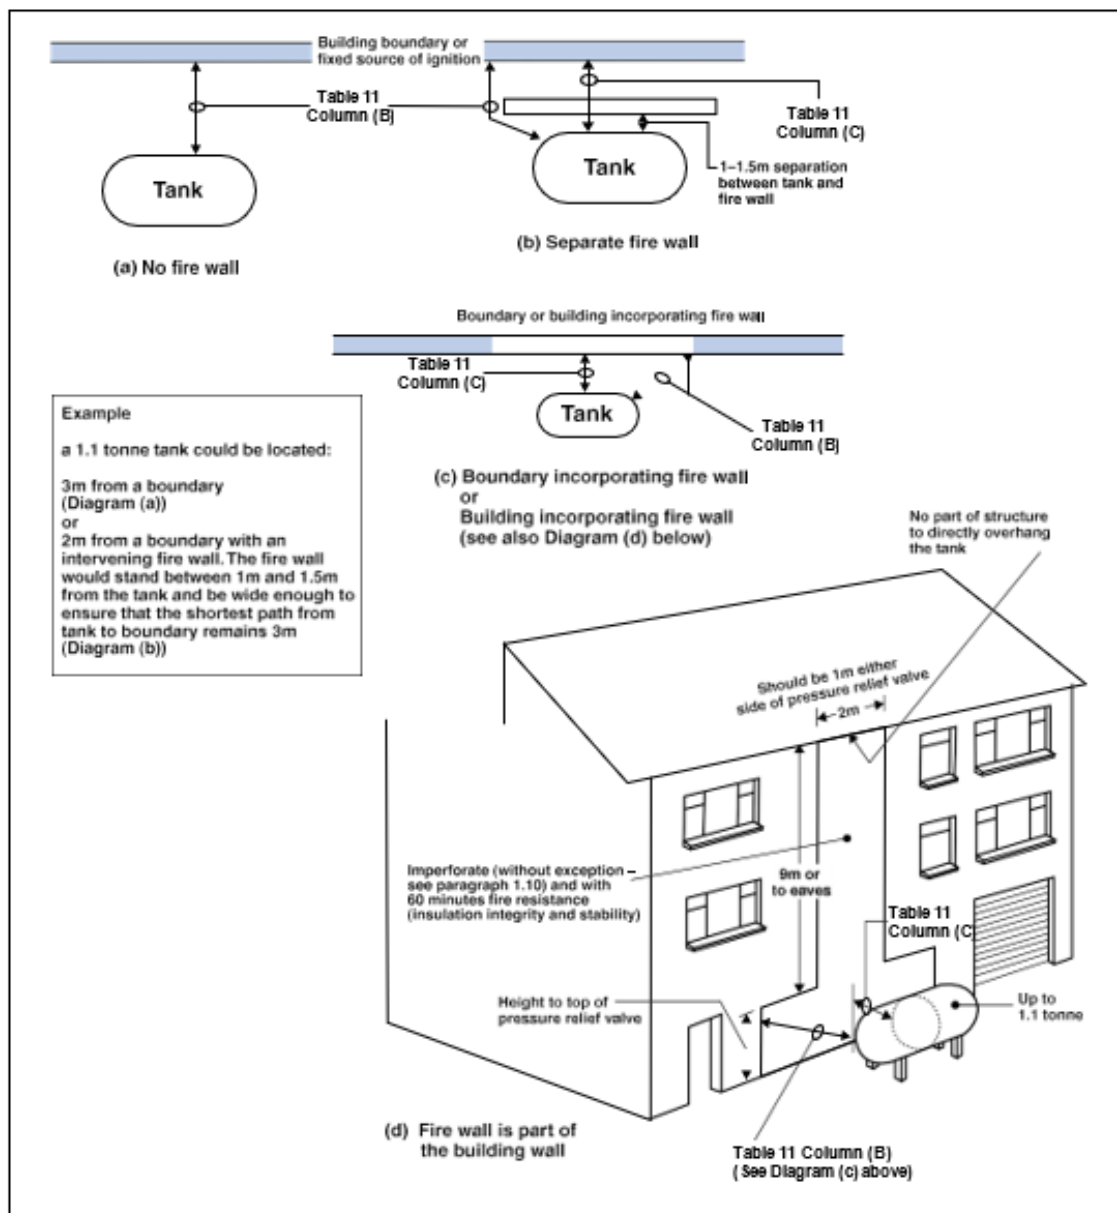 Building boundary or
fixed source of ignition
Table 11
Column (B)
Table 11
Column (C)
Tank
Tank
1–1.5m separation
between tank and
fire wall
(a) No fire wall
(b) Separate fire wall
Boundary or building incorporating fire wall
Table 11
Column (C)
Tank
Table 11
Column (B)
(c) Boundary incorporating fire wall
or
Building incorporating fire wall
(see also Diagram (d) below)
Example
a 1.1 tonne tank could be located:
3m from a boundary
(Diagram (a))
or
2m from a boundary with an
intervening fire wall. The fire wall
would stand between 1m and 1.5m
from the tank and be wide enough to
ensure that the shortest path from
tank to boundary remains 3m
(Diagram (b))
No part of structure
to directly overhang
the tank
Should be 1m either
side of pressure relief valve
2m
Imperforate (without exception –
see paragraph 1.10) and with
60 minutes fire resistance
(insulation integrity and stability)
9m or
to eaves
Table 11
Column (C
Height to top of
pressure relief valve
Up to
1.1 tonne
(d) Fire wall is part of
the building wall
Table 11 Column (B)
(See Diagram (c) above)